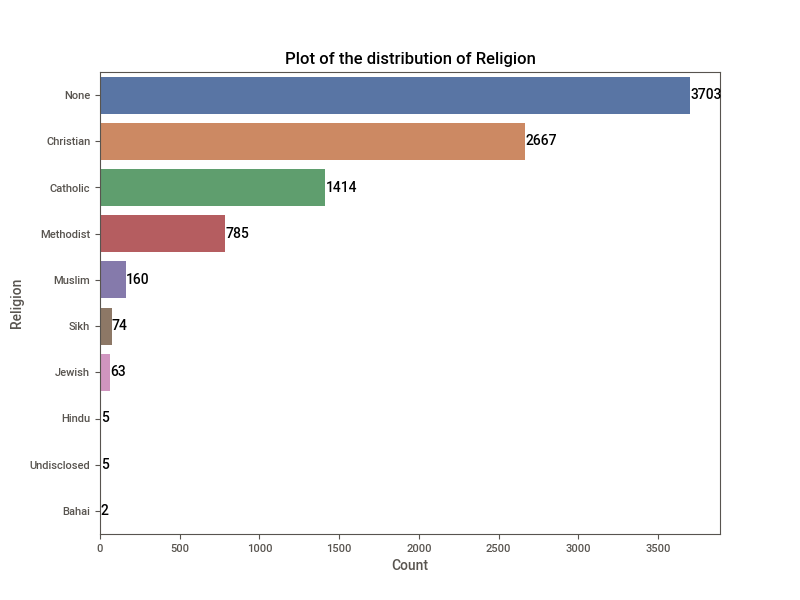 Plot of the distribution of Religion
None 3703
Christian 2667
Catholic 1414
Methodist 785
Muslim 160
Sikh 74
Jewish 63
Hindu 5
Undisclosed 5
Bahai 2
Religion
0 500 1000 1500 2000 2500 3000 3500
Count